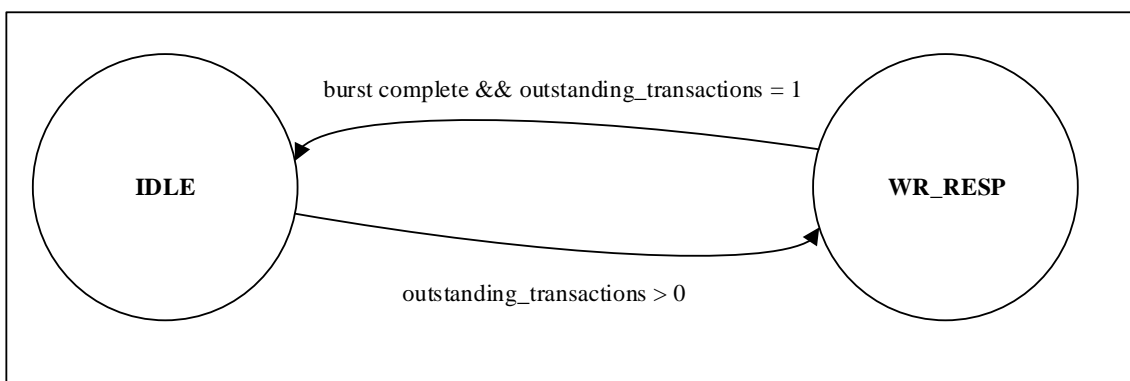 burst complete && outstanding_transactions = 1
IDLE
WR_RESP
outstanding_transactions > 0